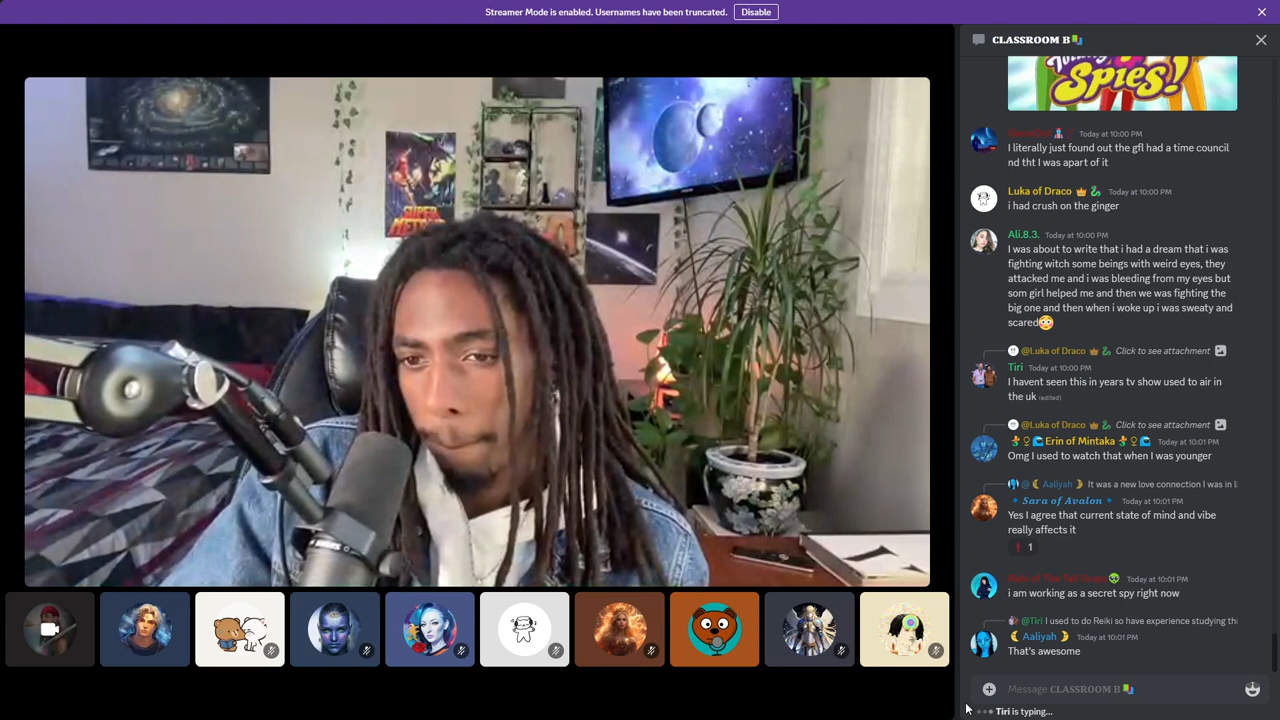 Streamer Mode is enabled. Usernames have been truncated. Disable
CLASSROOM B
Spies!
Today at 10:00 PM
I literally just found out the gfl had a time council
nd tht I was apart of it
Luka of Draco Today at 10:00 PM
i had crush on the ginger
Ali.8.3. Today at 10:00 PM
I was about to write that i had a dream that i was
fighting witch some beings with weird eyes, they
attacked me and i was bleeding from my eyes but
som girl helped me and then we was fighting the
big one and then when i woke up i was sweaty and
scared
@Luka of Draco Click to see attachment
Tiri Today at 10:00 PM
I havent seen this in years tv show used to air in
the uk (edited)
@Luka of Draco Click to see attachment
Erin of Mintaka Today at 10:01 PM
Omg I used to watch that when I was younger
@ Aaliyah It was a new love connection I was in
Sara of Avalon Today at 10:01 PM
Yes I agree that current state of mind and vibe
really affects it
1
Today at 10:01 PM
i am working as a secret spy right now
@Tiri I used to do Reiki so have experience studying thi
Aaliyah Today at 10:01 PM
That's awesome
Message CLASSROOM B
Tiri is typing...
SUPER